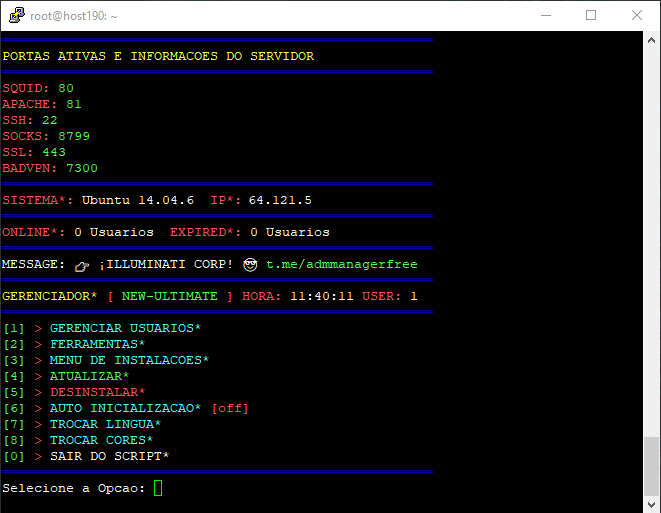 root@host190: ~
PORTAS ATIVAS E INFORMACOES DO SERVIDOR
SQUID: 80
APACHE: 81
SSH: 22
SOCKS: 8799
SSL: 443
BADVPN: 7300
SISTEMA*: Ubuntu 14.04.6 IP*: 64.121.5
ONLINE*: 0 Usuarios EXPIRED*: 0 Usuarios
MESSAGE: 👉 ¡ILLUMINATI CORP! 😎 t.me/admmanagerfree
GERENCIADOR* [ NEW-ULTIMATE ] HORA: 11:40:11 USER: 1
[1] > GERENCIAR USUARIOS*
[2] > FERRAMENTAS*
[3] > MENU DE INSTALACOES*
[4] > ATUALIZAR*
[5] > DESINSTALAR*
[6] > AUTO INICIALIZACAO* [off]
[7] > TROCAR LINGUA*
[8] > TROCAR CORES*
[0] > SAIR DO SCRIPT*
Selecione a Opcao: